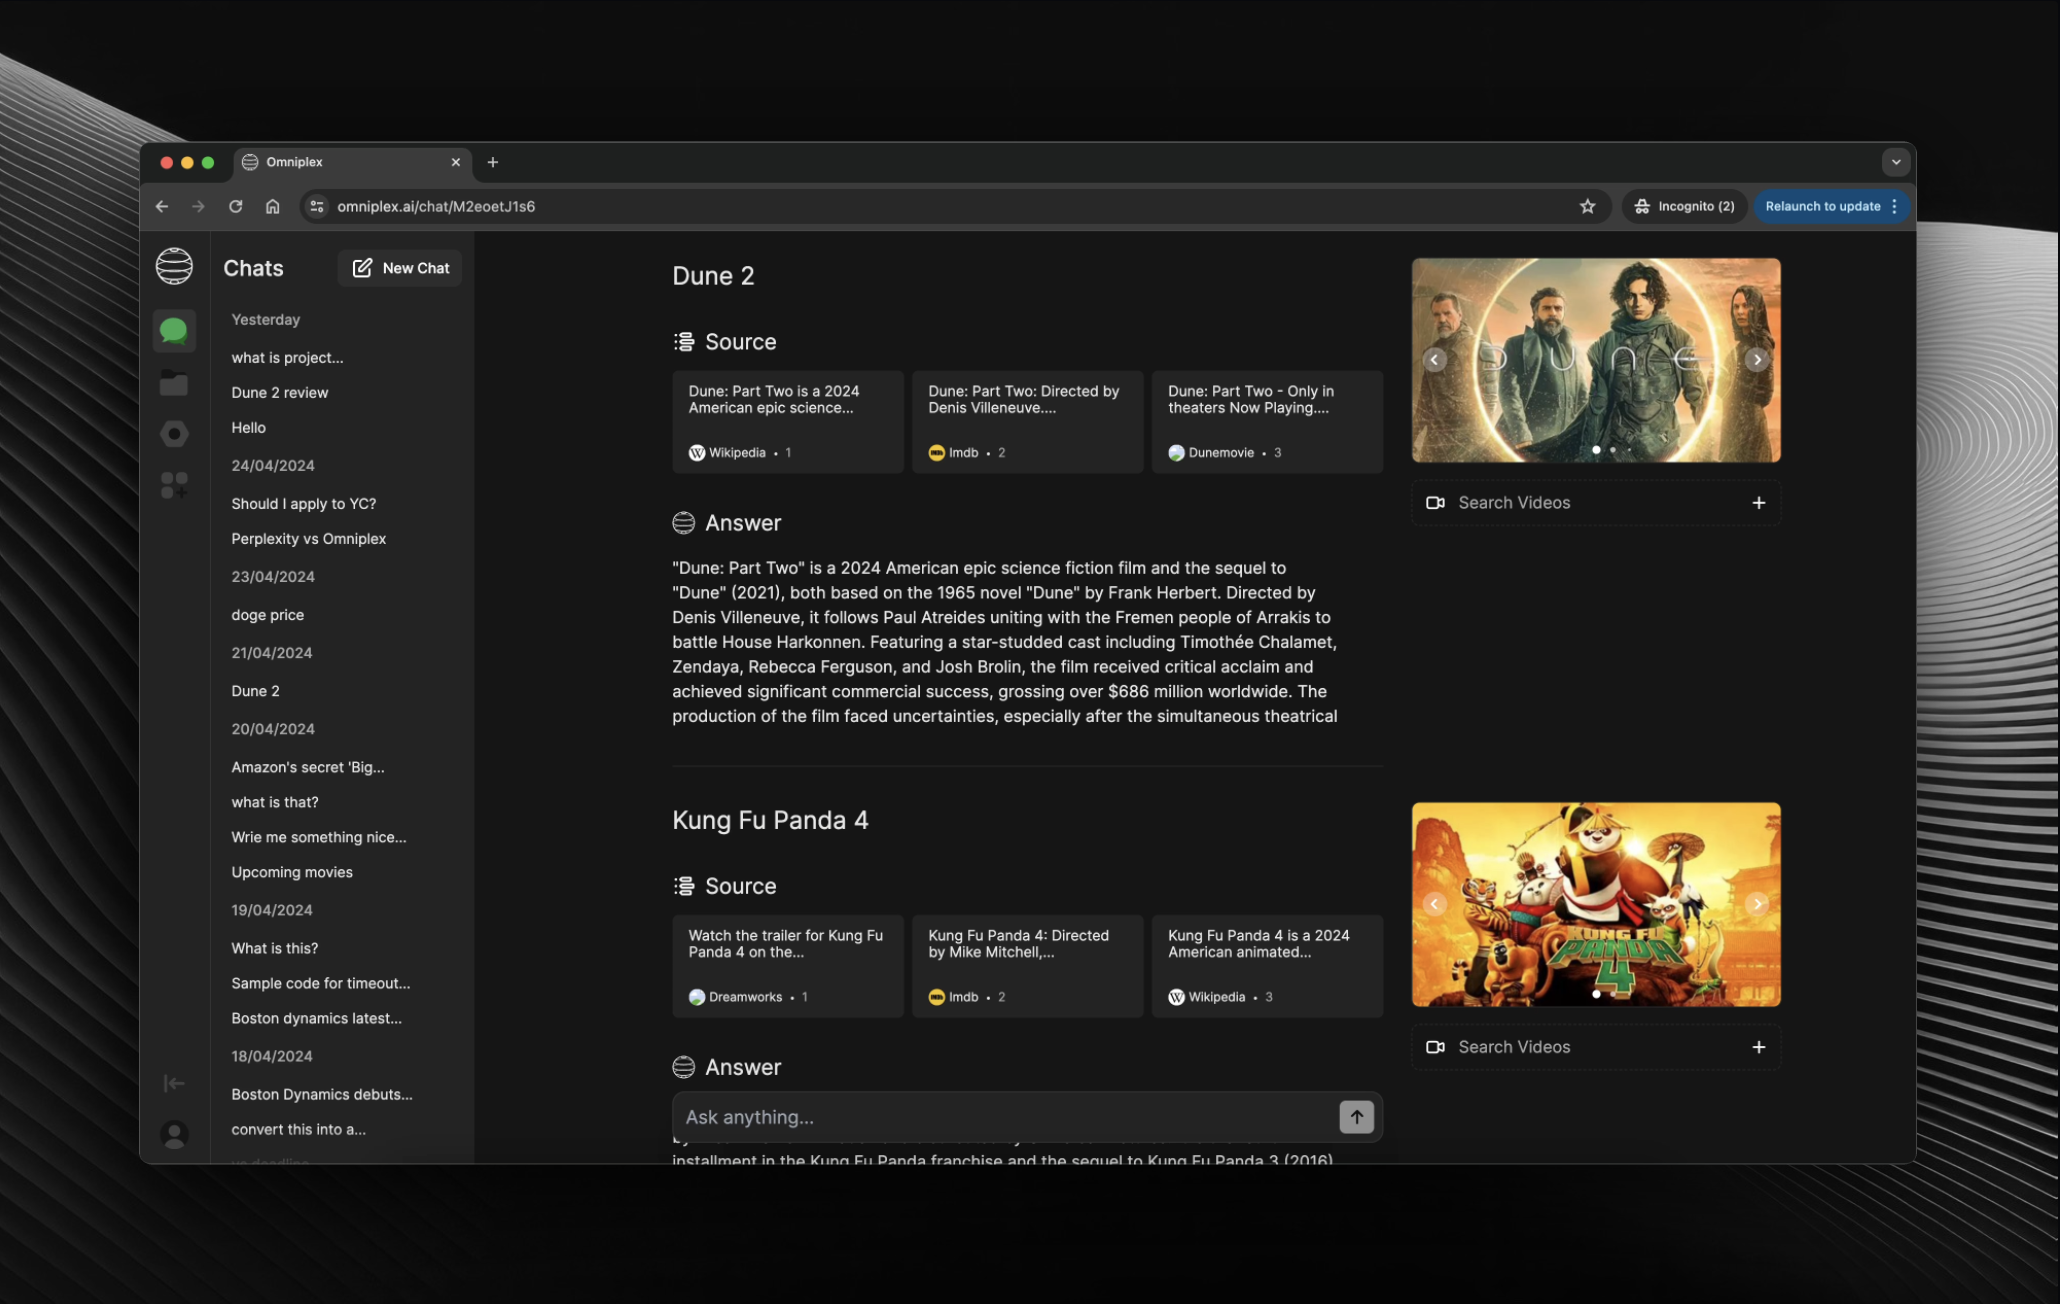 Omniplex
omniplex.ai/chat/M2eoetJ1s6
Incognito (2)
Relaunch to update
Chats
New Chat
Yesterday
what is project...
Dune 2 review
Hello
24/04/2024
Should I apply to YC?
Perplexity vs Omniplex
23/04/2024
doge price
21/04/2024
Dune 2
20/04/2024
Amazon's secret 'Big...
what is that?
Wrie me something nice...
Upcoming movies
19/04/2024
What is this?
Sample code for timeout...
Boston dynamics latest...
18/04/2024
Boston Dynamics debuts...
convert this into a...
Dune 2
Source
Dune: Part Two is a 2024
American epic science...
Wikipedia • 1
Dune: Part Two: Directed by
Denis Villeneuve....
Imdb • 2
Dune: Part Two - Only in
theaters Now Playing....
Dunemovie • 3
Answer
"Dune: Part Two" is a 2024 American epic science fiction film and the sequel to
"Dune" (2021), both based on the 1965 novel "Dune" by Frank Herbert. Directed by
Denis Villeneuve, it follows Paul Atreides uniting with the Fremen people of Arrakis to
battle House Harkonnen. Featuring a star-studded cast including Timothée Chalamet,
Zendaya, Rebecca Ferguson, and Josh Brolin, the film received critical acclaim and
achieved significant commercial success, grossing over $686 million worldwide. The
production of the film faced uncertainties, especially after the simultaneous theatrical
DUNE
Search Videos
Kung Fu Panda 4
Source
Watch the trailer for Kung Fu
Panda 4 on the...
Dreamworks • 1
Kung Fu Panda 4: Directed
by Mike Mitchell,...
Imdb • 2
Kung Fu Panda 4 is a 2024
American animated...
Wikipedia • 3
Answer
Ask anything...
installment in the Kung Fu Panda franchise and the sequel to Kung Fu Panda 3 (2016)
KUNG FU
PANDA
4
Search Videos